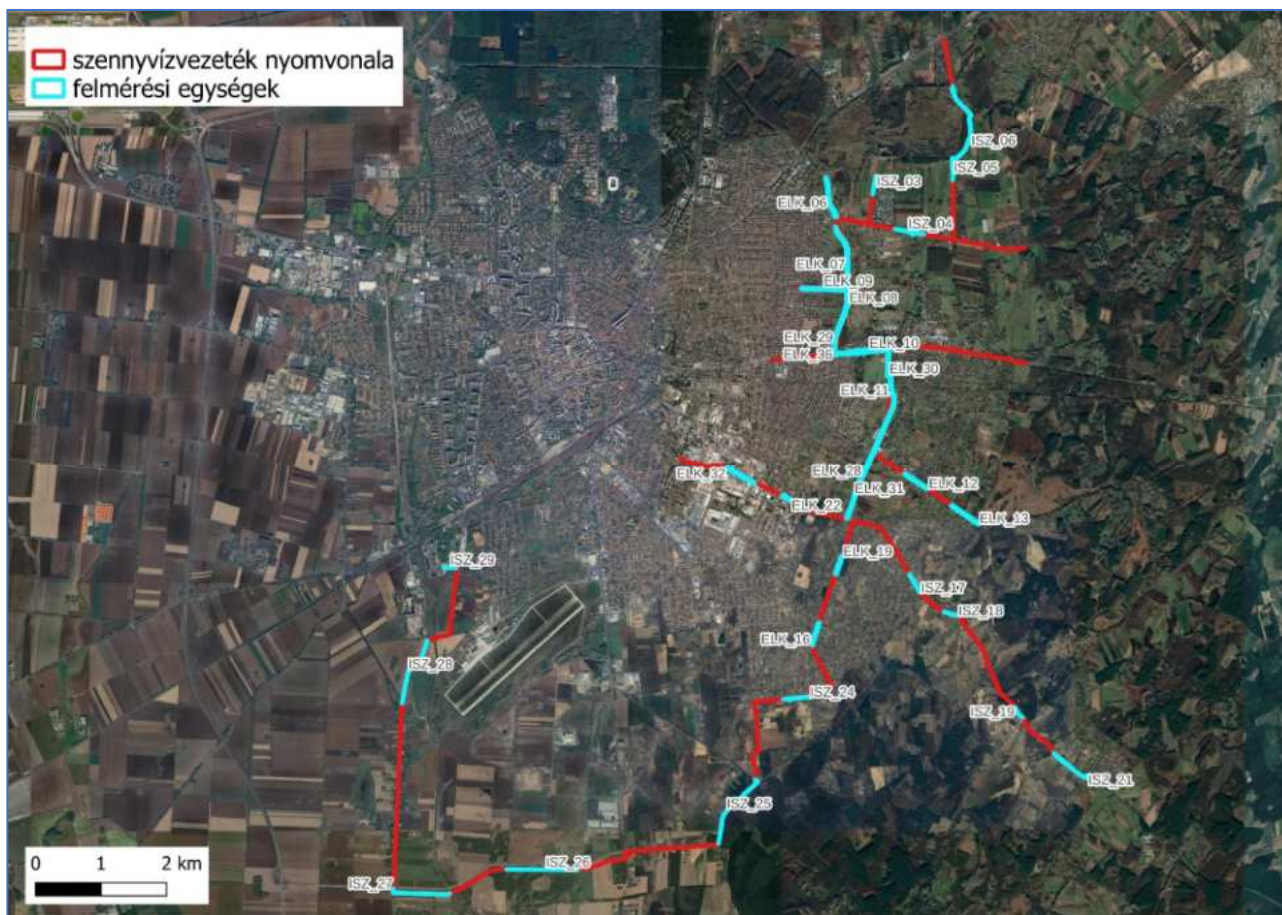 szennyvízvezeték nyomvonala
felmérési egységek
ISZ_06
ISZ_05
ISZ_03
ELK_06
ISZ_04
ELK_07
ELK_09
ELK_08
ELK_29
ELK_10
ELK_36
ELK_30
ELK_11
ELK_28
ELK_32
ELK_31
ELK_12
ELK_22
ELK_13
ELK_19
ISZ_29
ISZ_17
ISZ_18
ELK_16
ISZ_28
ISZ_24
ISZ_19
ISZ_21
ISZ_25
ISZ_26
ISZ_27
0 1 2 km